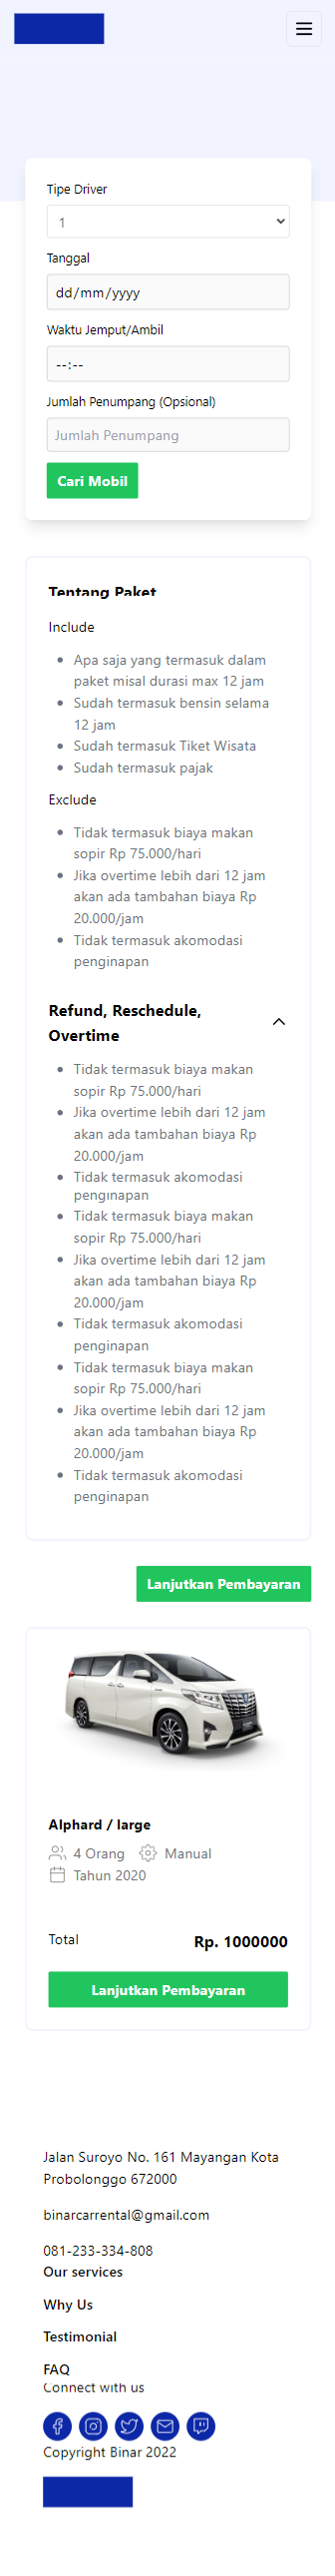 Tipe Driver
1
Tanggal
dd/mm/yyyy
Waktu Jemput/Ambil
--:--
Jumlah Penumpang (Opsional)
Jumlah Penumpang
Cari Mobil
Tentang Paket
Include
Apa saja yang termasuk dalam
paket misal durasi max 12 jam
Sudah termasuk bensin selama
12 jam
Sudah termasuk Tiket Wisata
Sudah termasuk pajak
Exclude
Tidak termasuk biaya makan
sopir Rp 75.000/hari
Jika overtime lebih dari 12 jam
akan ada tambahan biaya Rp
20.000/jam
Tidak termasuk akomodasi
penginapan
Refund, Reschedule,
Overtime
Tidak termasuk biaya makan
sopir Rp 75.000/hari
Jika overtime lebih dari 12 jam
akan ada tambahan biaya Rp
20.000/jam
Tidak termasuk akomodasi
penginapan
Tidak termasuk biaya makan
sopir Rp 75.000/hari
Jika overtime lebih dari 12 jam
akan ada tambahan biaya Rp
20.000/jam
Tidak termasuk akomodasi
penginapan
Tidak termasuk biaya makan
sopir Rp 75.000/hari
Jika overtime lebih dari 12 jam
akan ada tambahan biaya Rp
20.000/jam
Tidak termasuk akomodasi
penginapan
Lanjutkan Pembayaran
Alphard / large
4 Orang Manual
Tahun 2020
Total Rp. 1000000
Lanjutkan Pembayaran
Jalan Suroyo No. 161 Mayangan Kota
Probolonggo 672000
binarcarrental@gmail.com
081-233-334-808
Our services
Why Us
Testimonial
FAQ
Connect with us
Copyright Binar 2022